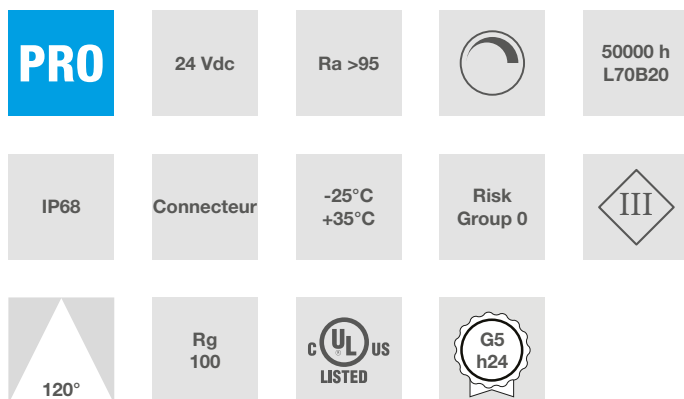 PRO
24 Vdc
Ra >95
50000 h
L70B20
IP68
Connecteur
-25°C
+35°C
Risk
Group 0
III
120°
Rg
100
C UL US
®
LISTED
G5
h24